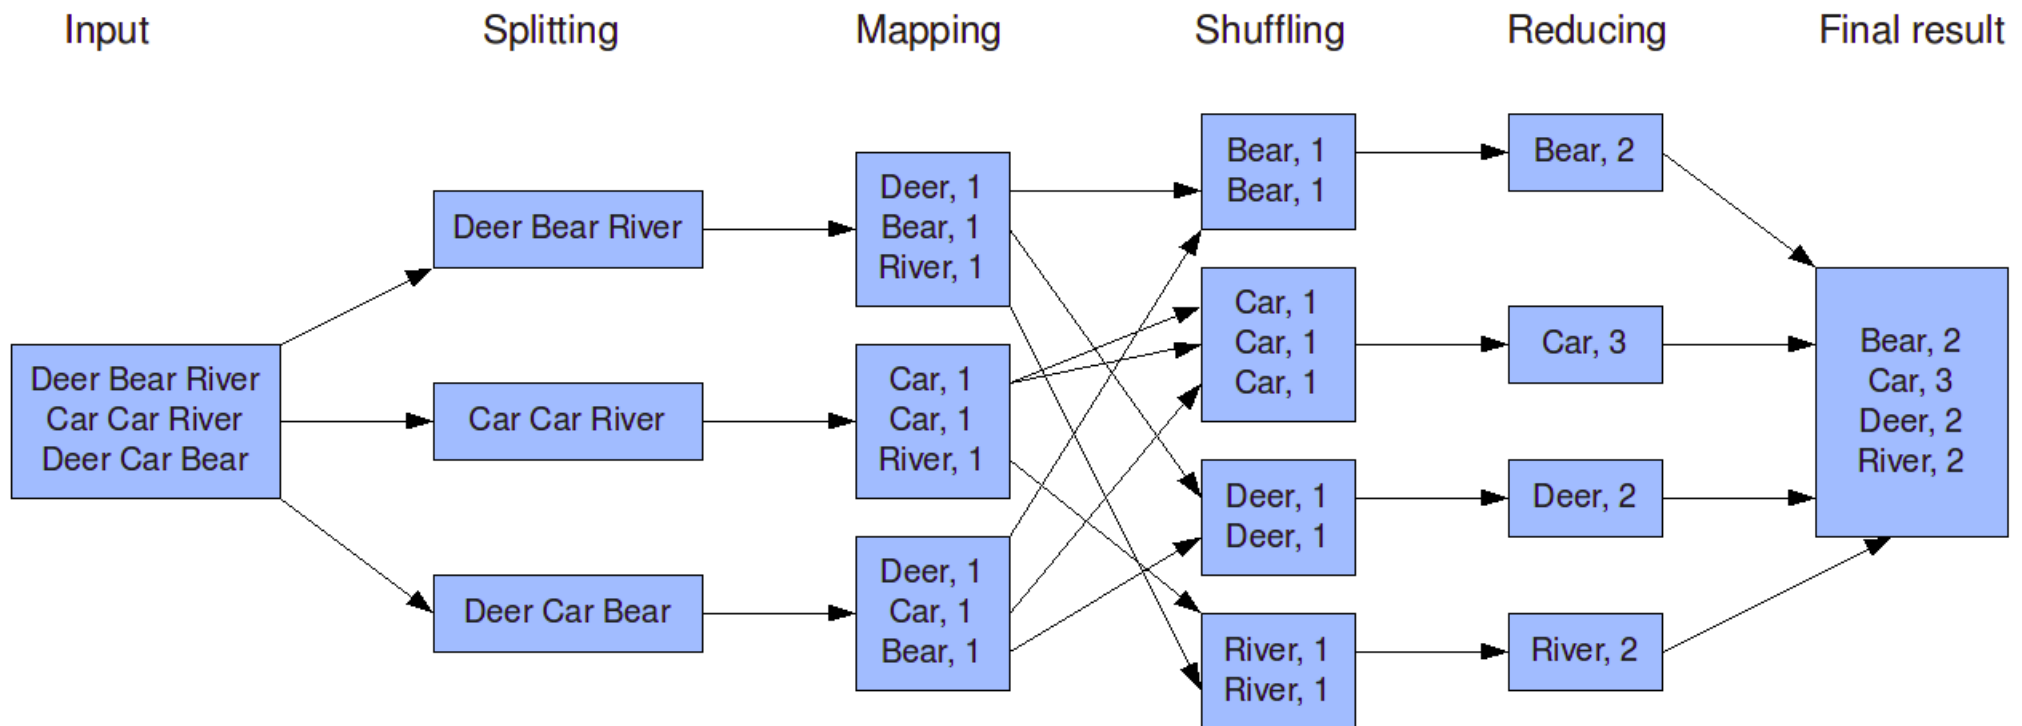 Input
Splitting
Mapping
Shuffling
Reducing
Final result
Deer Bear River
Car Car River
Deer Car Bear
Deer Bear River
Car Car River
Deer Car Bear
Deer, 1
Bear, 1
River, 1
Car, 1
Car, 1
River, 1
Deer, 1
Car, 1
Bear, 1
Bear, 1
Bear, 1
Car, 1
Car, 1
Car, 1
Deer, 1
Deer, 1
River, 1
River, 1
Bear, 2
Car, 3
Deer, 2
River, 2
Bear, 2
Car, 3
Deer, 2
River, 2